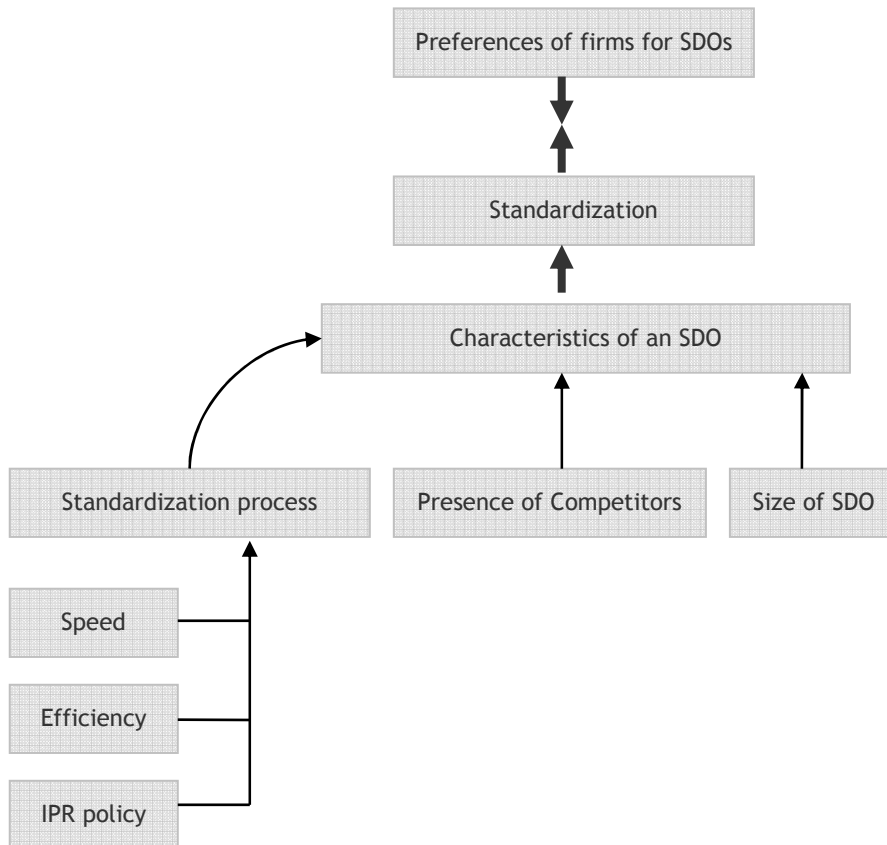 Preferences of firms for SDOs
Standardization
Characteristics of an SDO
Standardization process
Presence of Competitors
Size of SDO
Speed
Efficiency
IPR policy